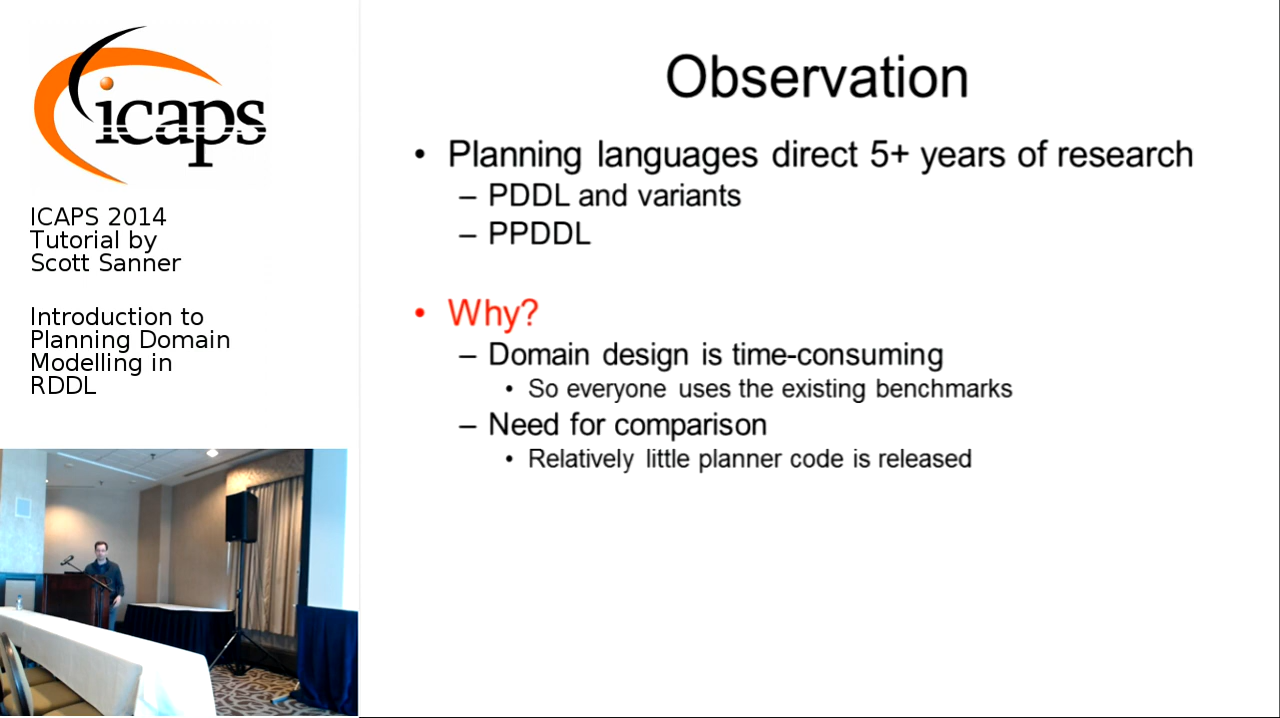 icaps
ICAPS 2014
Tutorial by
Scott Sanner
Introduction to
Planning Domain
Modelling in
RDDL
Observation
• Planning languages direct 5+ years of research
– PDDL and variants
– PPDDL
• Why?
– Domain design is time-consuming
• So everyone uses the existing benchmarks
– Need for comparison
• Relatively little planner code is released